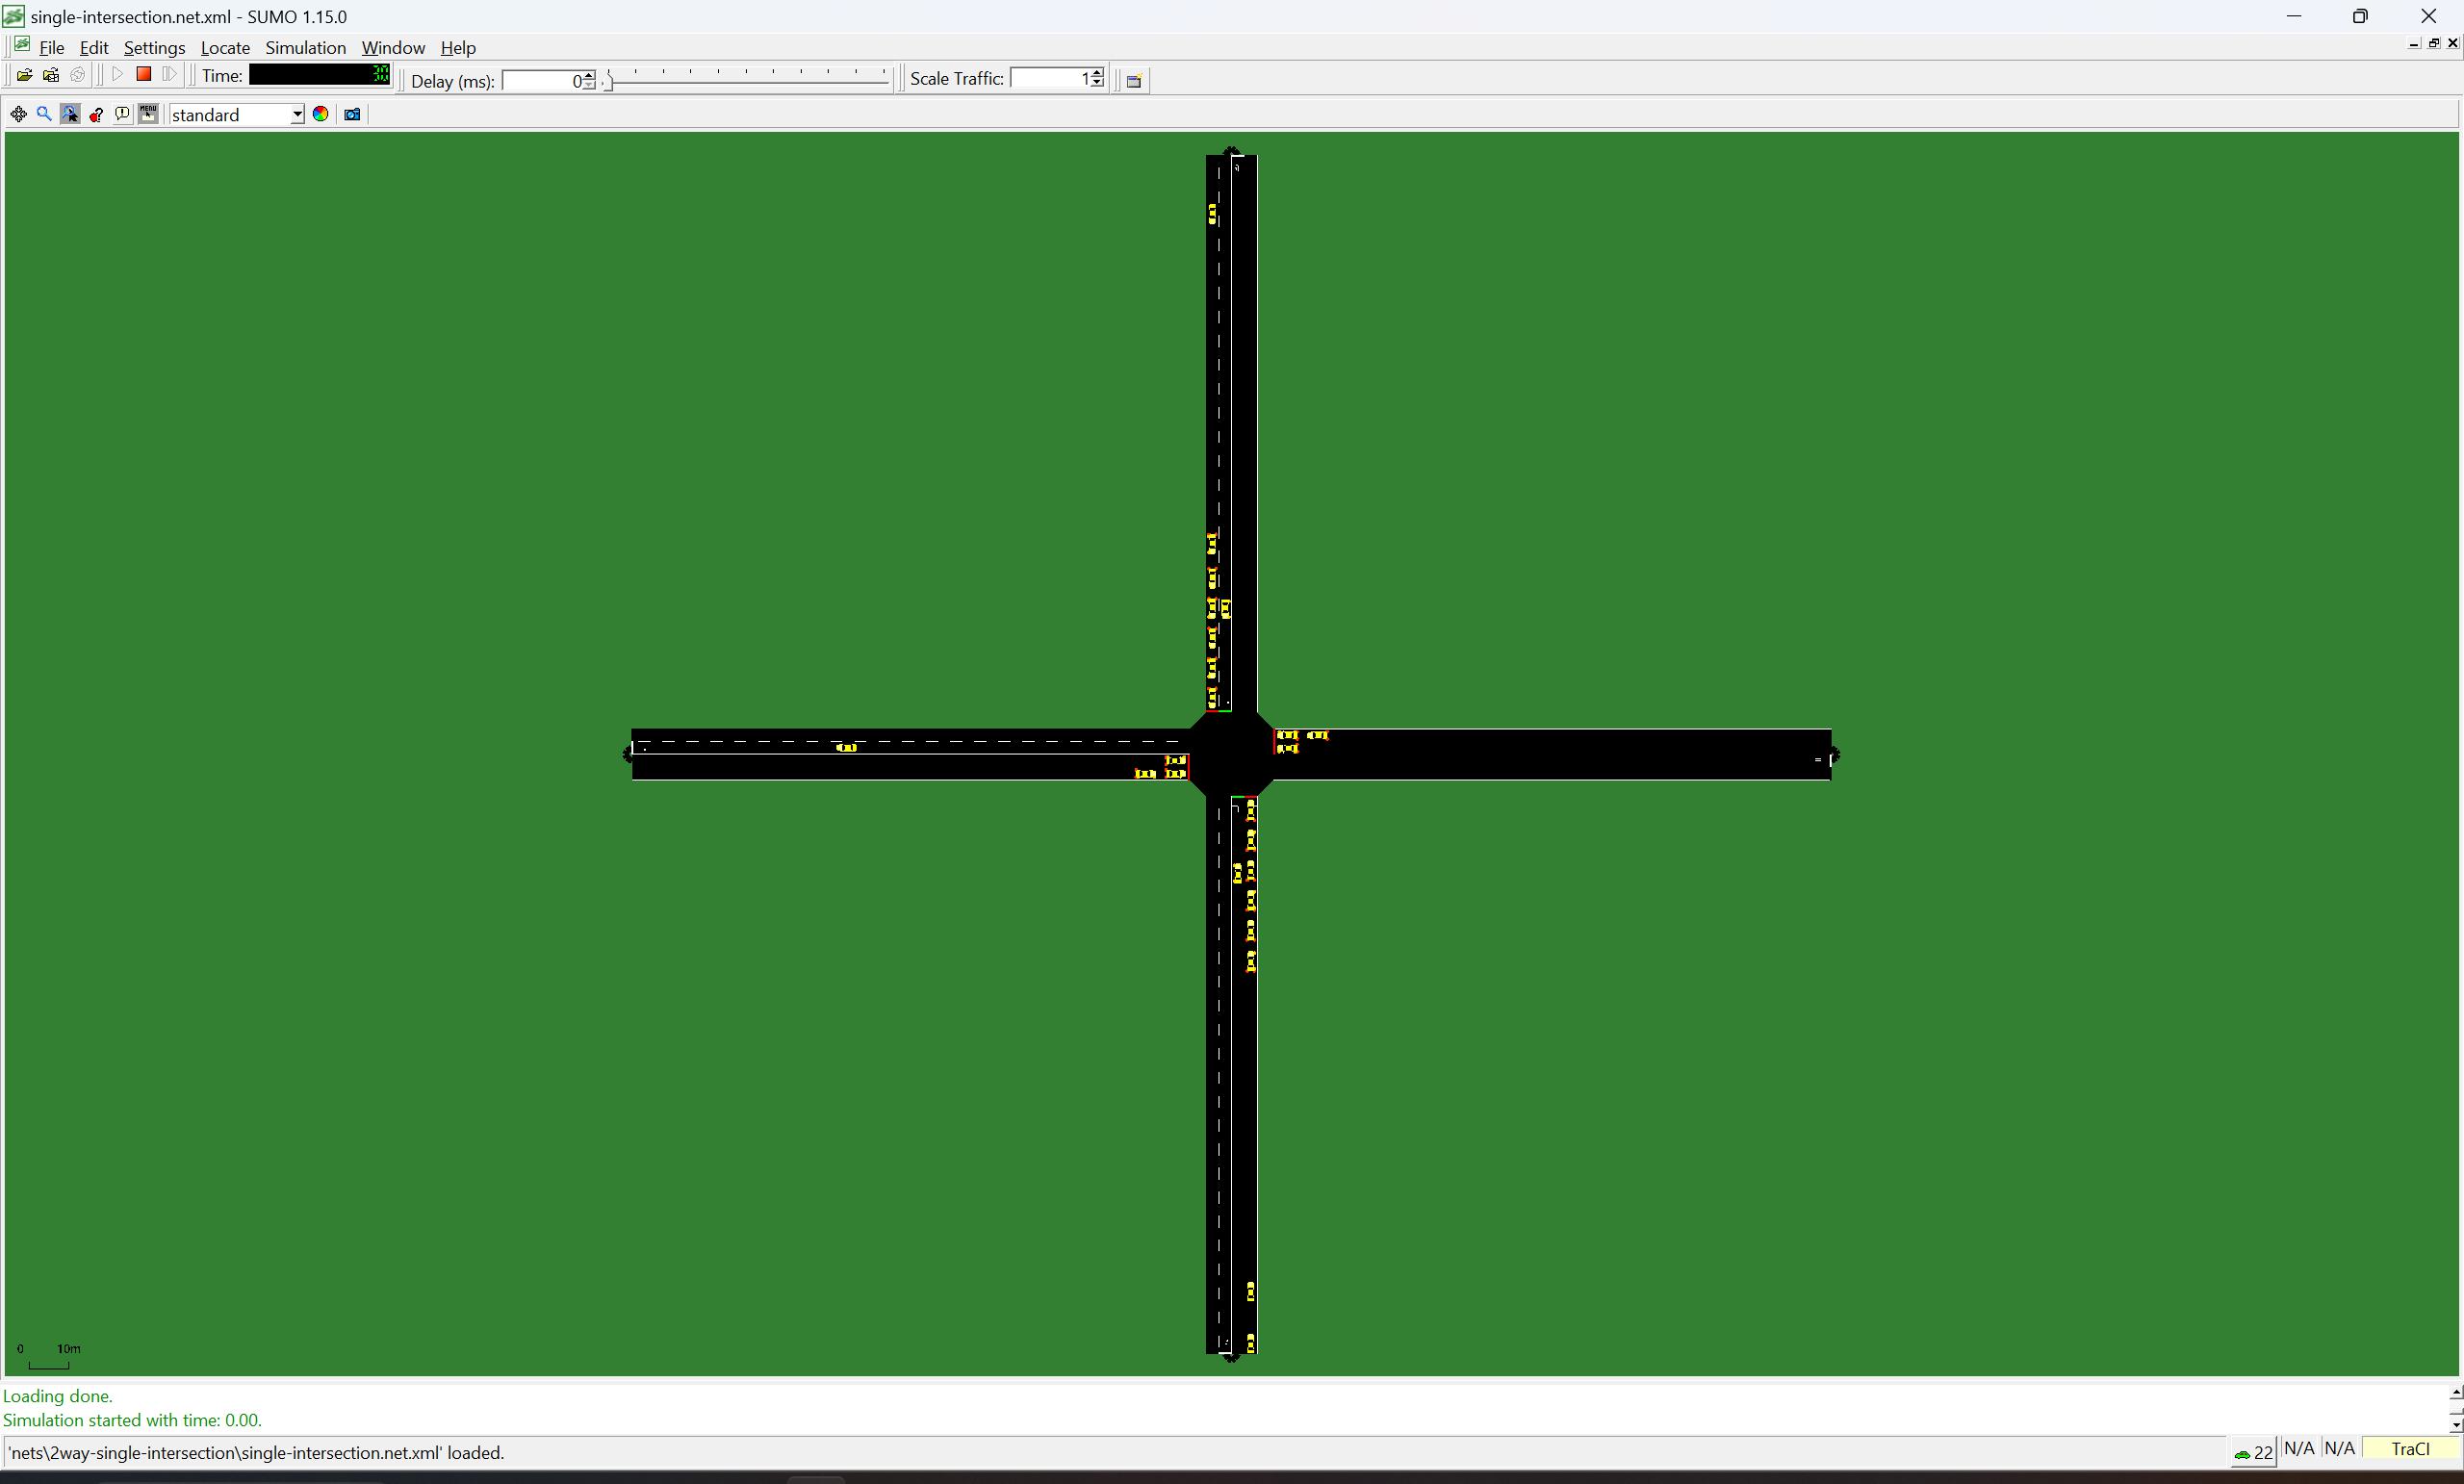 single-intersection.net.xml - SUMO 1.15.0
File Edit Settings Locate Simulation Window Help
Time: 30 Delay (ms): 0 Scale Traffic: 1
MENU standard
0 10m
Loading done.
Simulation started with time: 0.00.
'nets\2way-single-intersection\single-intersection.net.xml' loaded. 22 N/A N/A TraCI